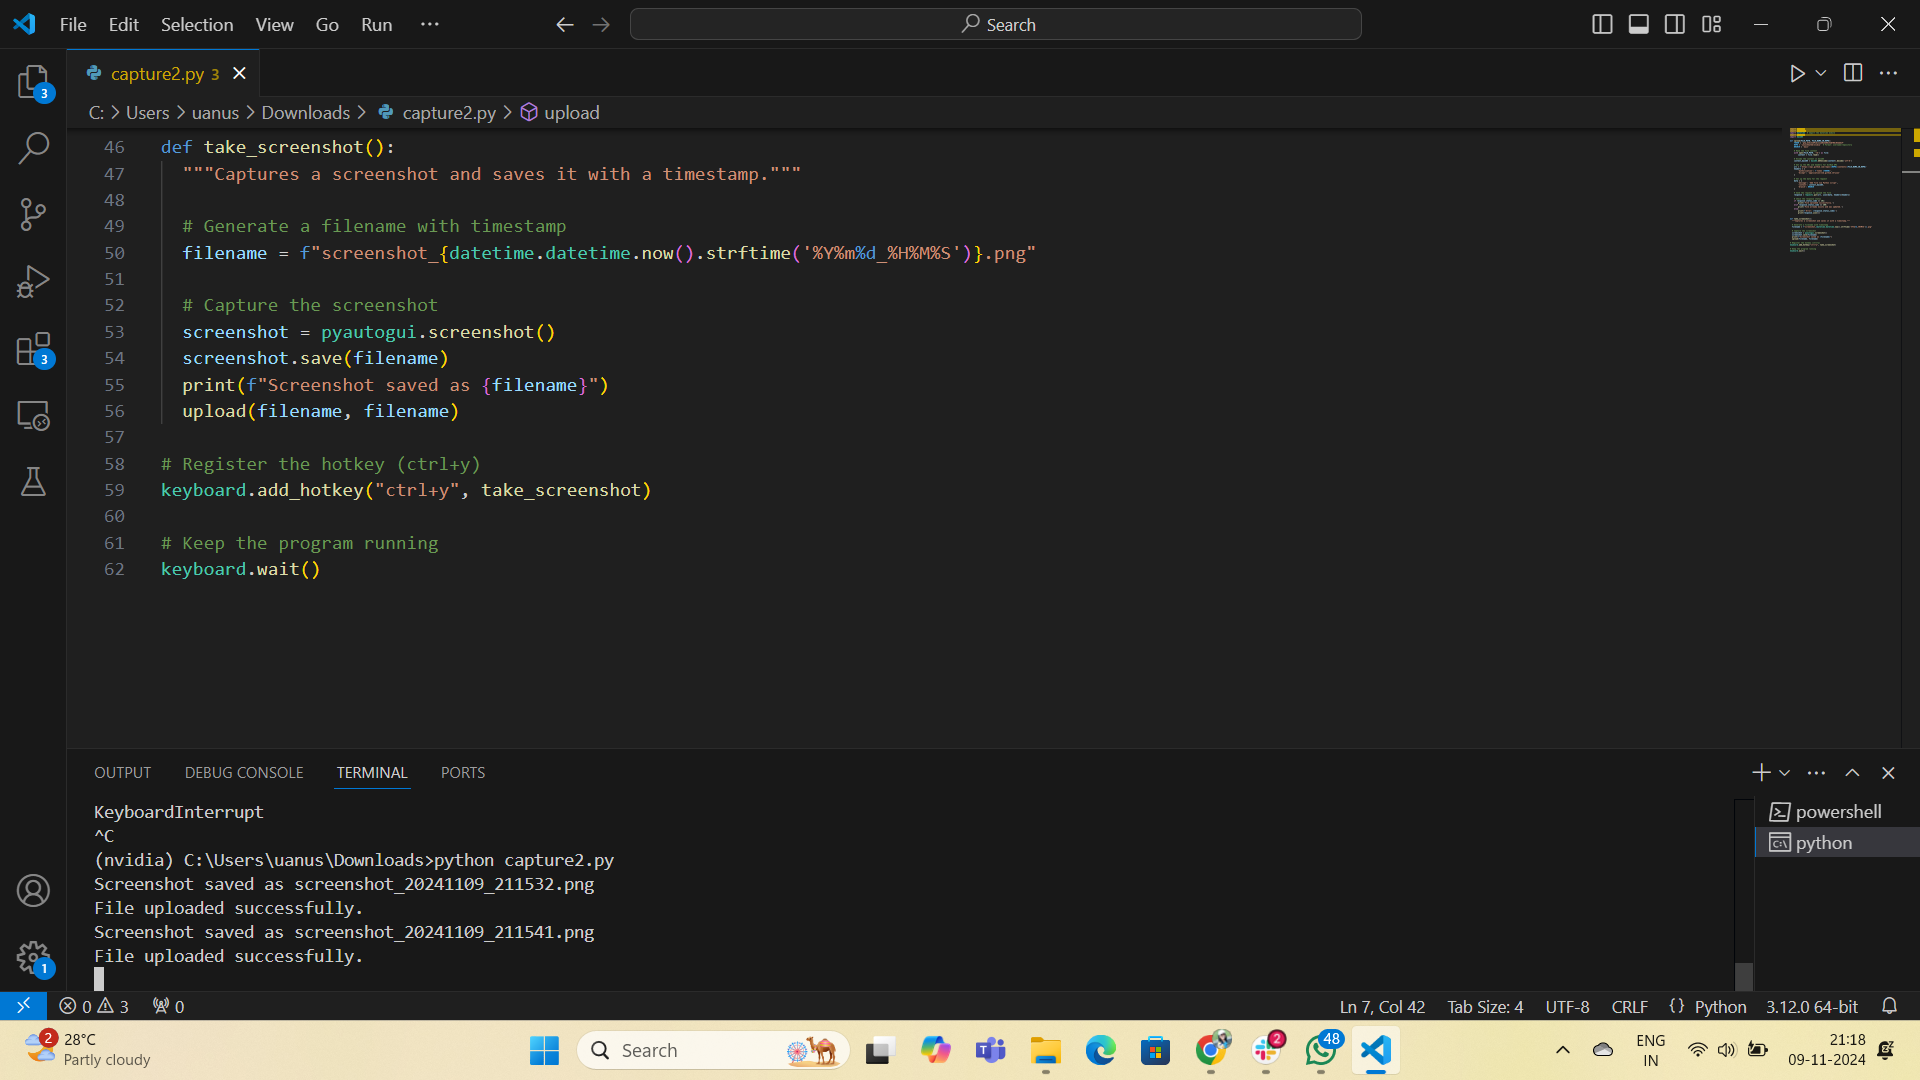 File Edit Selection View Go Run ··· Search
capture2.py 3
C: > Users > uanus > Downloads > capture2.py > upload
46 def take_screenshot():
47 """Captures a screenshot and saves it with a timestamp."""
48
49 # Generate a filename with timestamp
50 filename = f"screenshot_{datetime.datetime.now().strftime('%Y%m%d_%H%M%S')}.png"
51
52 # Capture the screenshot
53 screenshot = pyautogui.screenshot()
54 screenshot.save(filename)
55 print(f"Screenshot saved as {filename}")
56 upload(filename, filename)
57
58 # Register the hotkey (ctrl+y)
59 keyboard.add_hotkey("ctrl+y", take_screenshot)
60
61 # Keep the program running
62 keyboard.wait()
3
3
1
OUTPUT DEBUG CONSOLE TERMINAL PORTS
KeyboardInterrupt
^C
(nvidia) C:\Users\uanus\Downloads>python capture2.py
Screenshot saved as screenshot_20241109_211532.png
File uploaded successfully.
Screenshot saved as screenshot_20241109_211541.png
File uploaded successfully.
powershell
python
0 3 0 Ln 7, Col 42 Tab Size: 4 UTF-8 CRLF {} Python 3.12.0 64-bit
2 28°C
Partly cloudy
Search
2 48
ENG
IN
21:18
09-11-2024